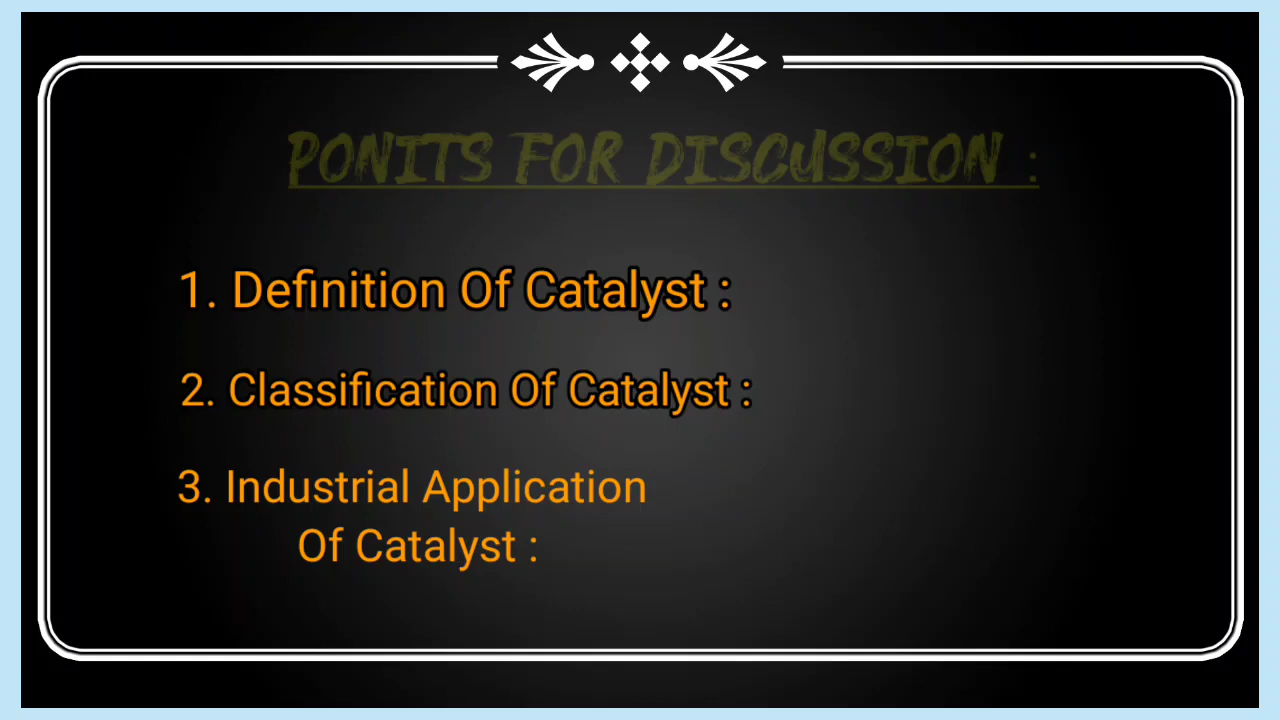 PONITS FOR DISCUSSION :
1. Definition Of Catalyst :
2. Classification Of Catalyst :
3. Industrial Application
Of Catalyst :